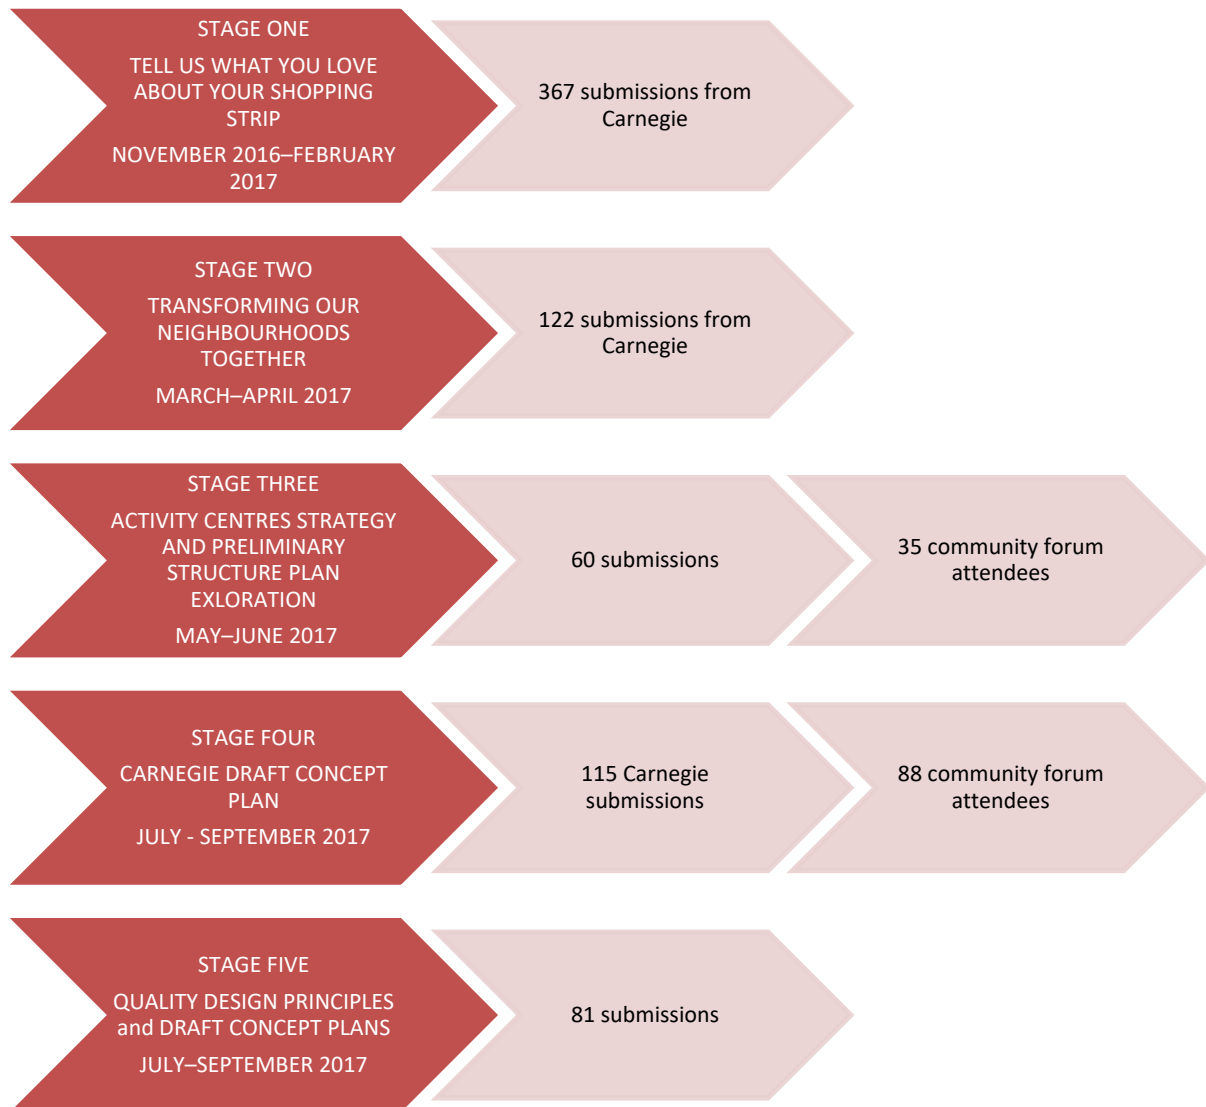 STAGE ONE
TELL US WHAT YOU LOVE
ABOUT YOUR SHOPPING
STRIP
NOVEMBER 2016–FEBRUARY
2017
367 submissions from
Carnegie
STAGE TWO
TRANSFORMING OUR
NEIGHBOURHOODS
TOGETHER
MARCH–APRIL 2017
122 submissions from
Carnegie
STAGE THREE
ACTIVITY CENTRES STRATEGY
AND PRELIMINARY
STRUCTURE PLAN
EXLORATION
MAY–JUNE 2017
60 submissions
35 community forum
attendees
STAGE FOUR
CARNEGIE DRAFT CONCEPT
PLAN
JULY - SEPTEMBER 2017
115 Carnegie
submissions
88 community forum
attendees
STAGE FIVE
QUALITY DESIGN PRINCIPLES
and DRAFT CONCEPT PLANS
JULY–SEPTEMBER 2017
81 submissions